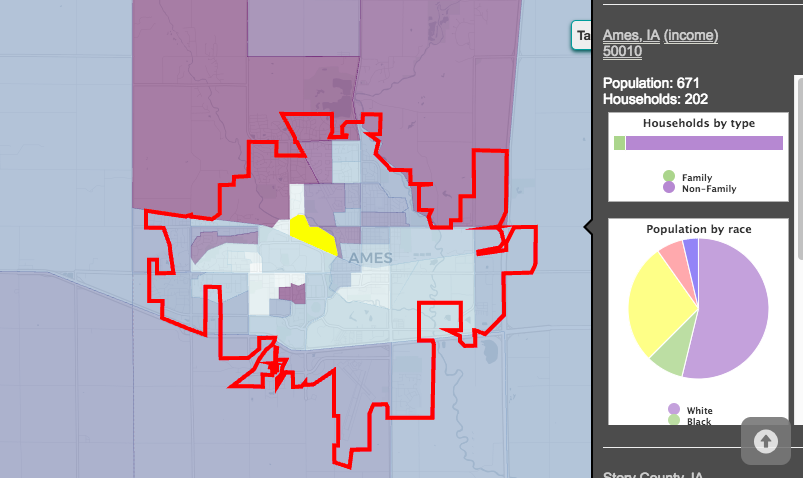 Ta
AMES
Ames, IA (income)
50010
Population: 671
Households: 202
Households by type
Family
Non-Family
Population by race
White
Black
Story County, IA